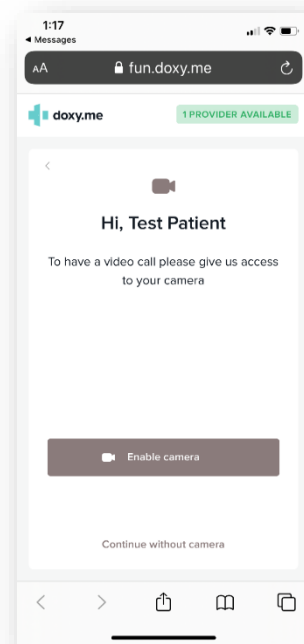 1:17
Messages
AA
fun.doxy.me
doxy.me
1 PROVIDER AVAILABLE
Hi, Test Patient
To have a video call please give us access
to your camera
Enable camera
Continue without camera